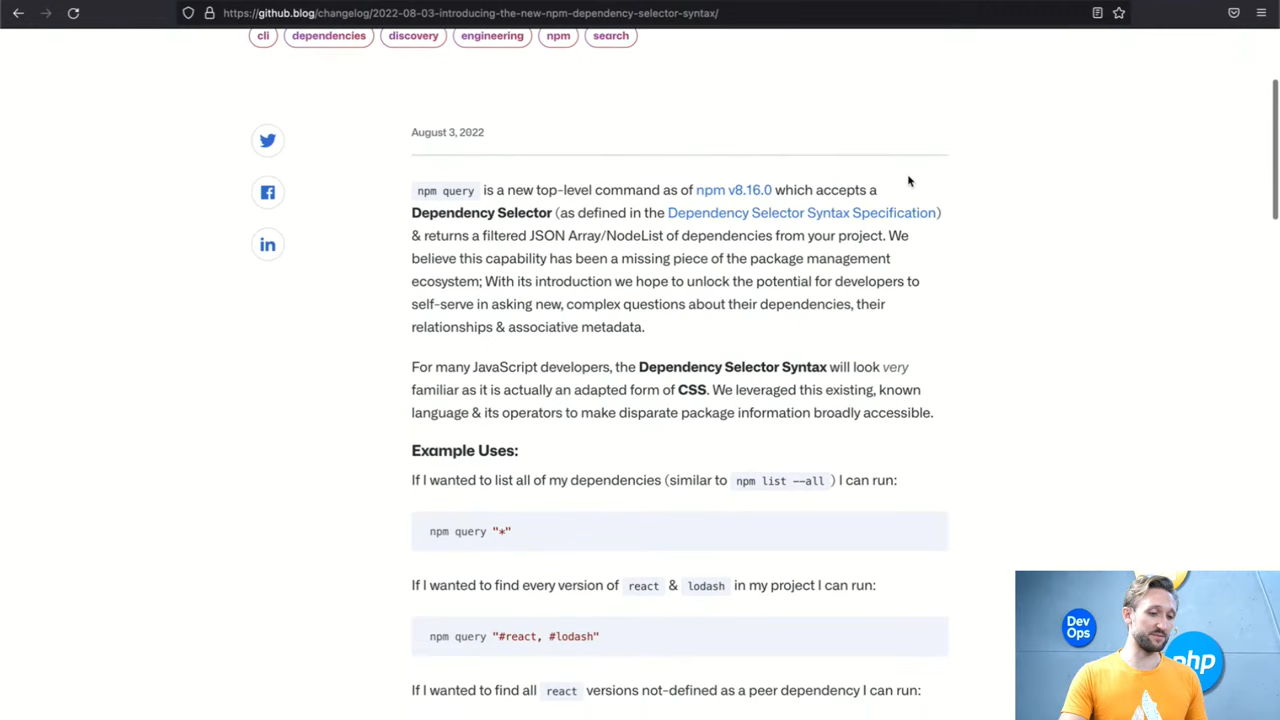 https://github.blog/changelog/2022-08-03-introducing-the-new-npm-dependency-selector-syntax/
cli dependencies discovery engineering npm search
August 3, 2022
npm query is a new top-level command as of npm v8.16.0 which accepts a
Dependency Selector (as defined in the Dependency Selector Syntax Specification)
& returns a filtered JSON Array/NodeList of dependencies from your project. We
believe this capability has been a missing piece of the package management
ecosystem; With its introduction we hope to unlock the potential for developers to
self-serve in asking new, complex questions about their dependencies, their
relationships & associative metadata.
For many JavaScript developers, the Dependency Selector Syntax will look very
familiar as it is actually an adapted form of CSS. We leveraged this existing, known
language & its operators to make disparate package information broadly accessible.
Example Uses:
If I wanted to list all of my dependencies (similar to npm list --all ) I can run:
npm query "*"
If I wanted to find every version of react & lodash in my project I can run:
npm query "#react, #lodash"
If I wanted to find all react versions not-defined as a peer dependency I can run:
Dev
Ops
php